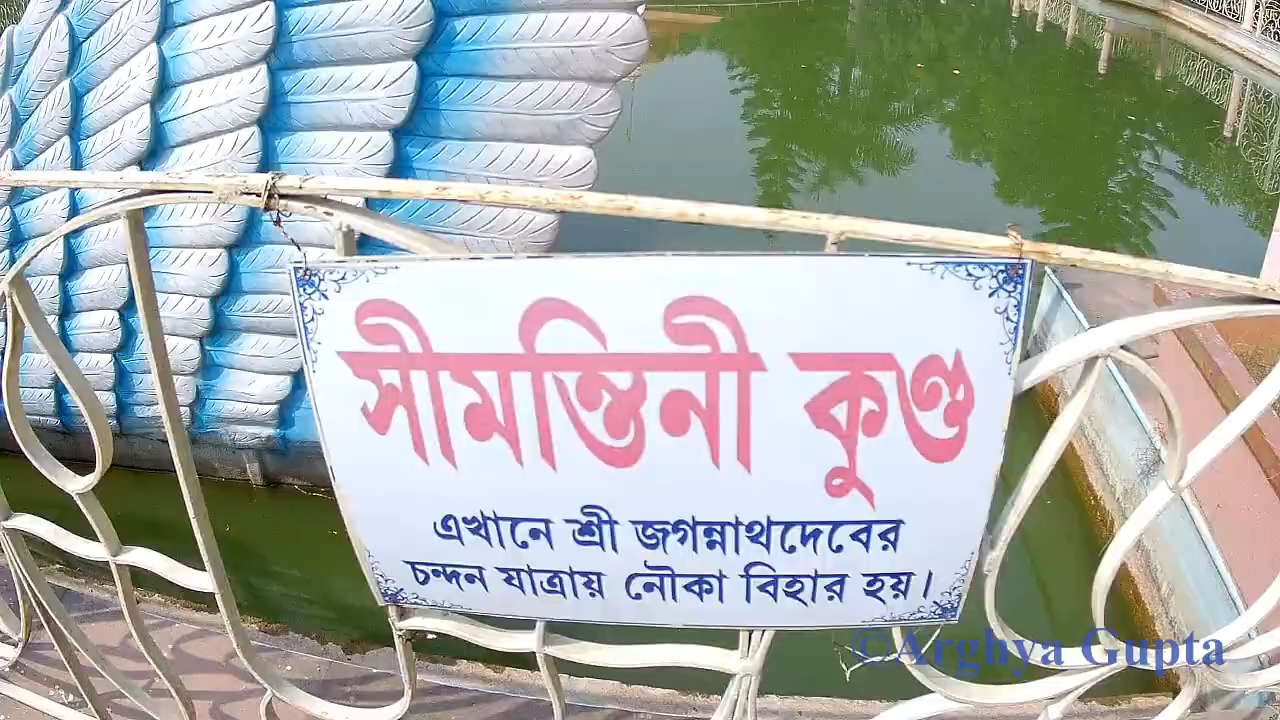 সীমন্তিনী কুণ্ড
এখানে শ্রী জগন্নাথদেবের
চন্দন যাত্রায় নৌকা বিহার হয়।
©Arghya Gupta